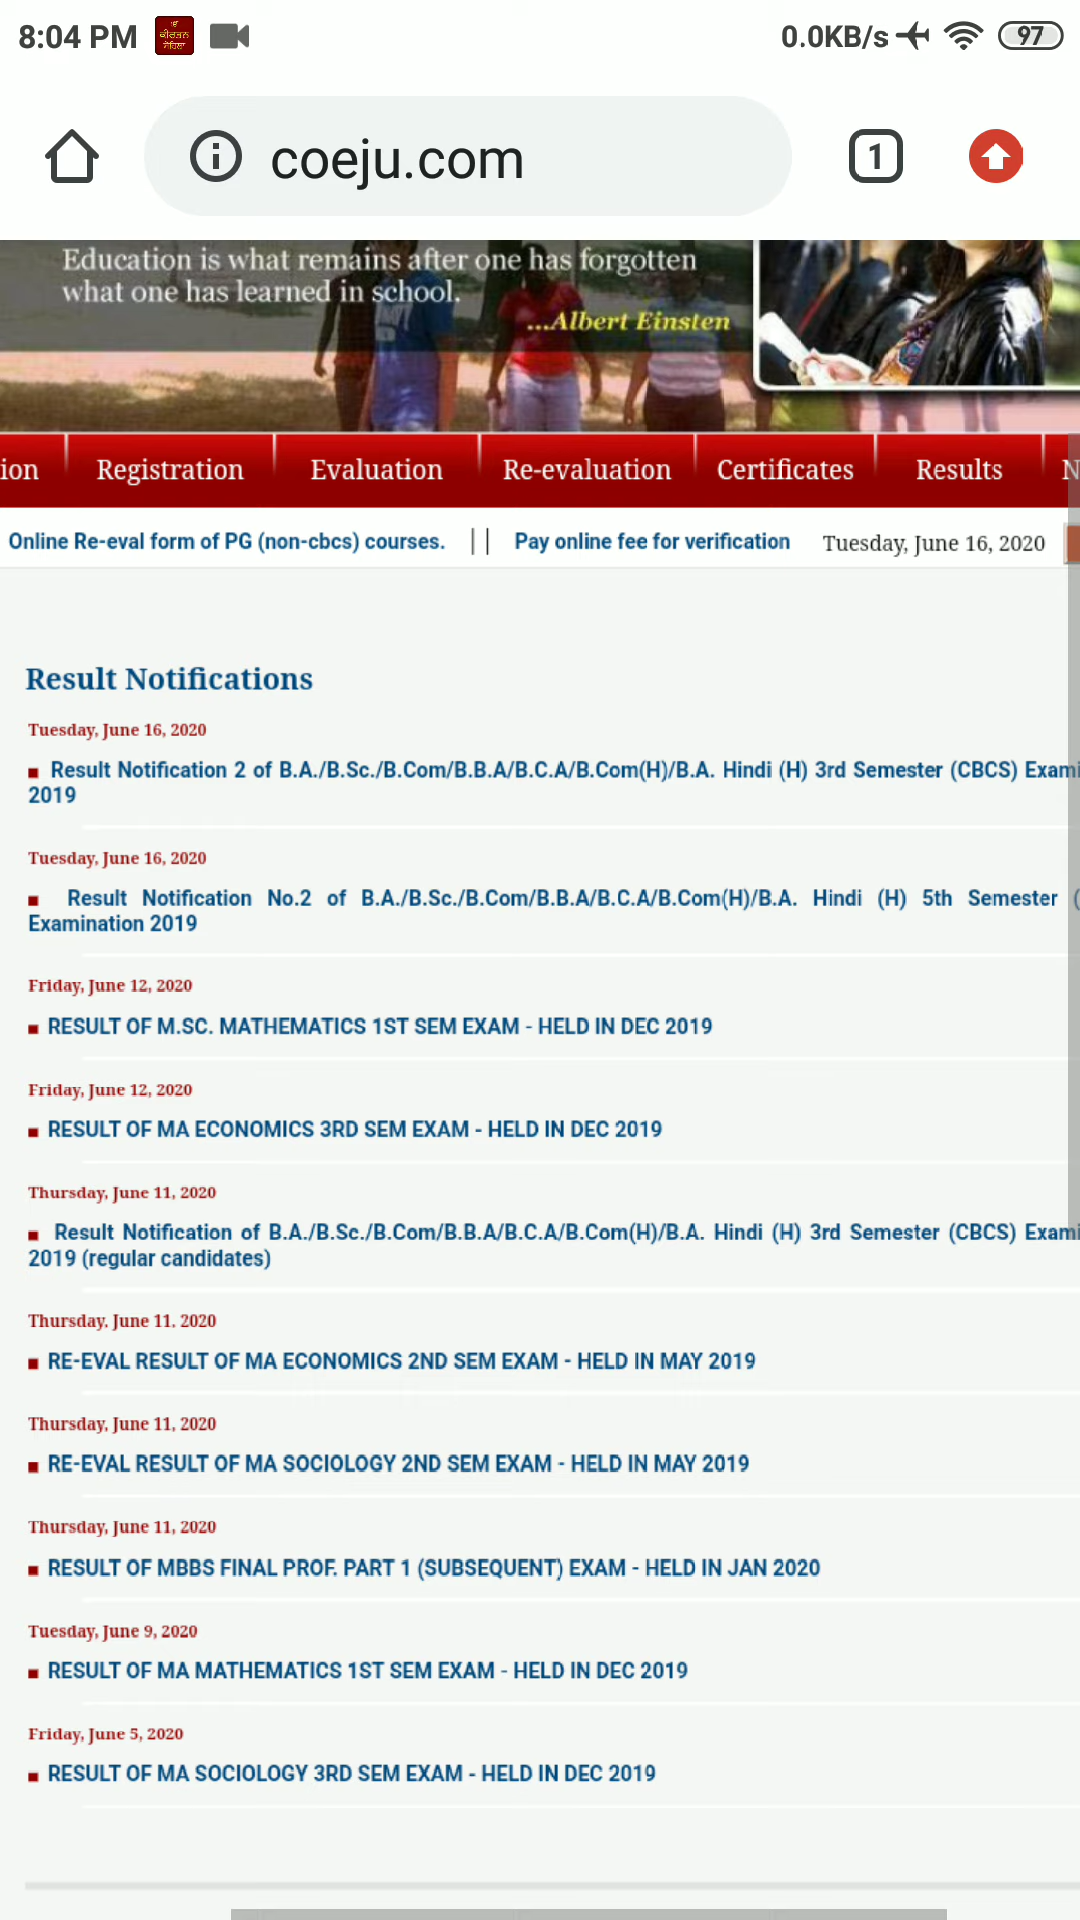 8:04 PM
ੴ
ਕੀਰਤਨ
ਸੋਹਿਲਾ
0.0KB/s
97
coeju.com
1
Education is what remains after one has forgotten
what one has learned in school.
...Albert Einsten
ion Registration Evaluation Re-evaluation Certificates Results N
Online Re-eval form of PG (non-cbcs) courses. || Pay online fee for verification Tuesday, June 16, 2020
Result Notifications
Tuesday, June 16, 2020
Result Notification 2 of B.A./B.Sc./B.Com/B.B.A/B.C.A/B.Com(H)/B.A. Hindi (H) 3rd Semester (CBCS) Exami
2019
Tuesday, June 16, 2020
Result Notification No.2 of B.A./B.Sc./B.Com/B.B.A/B.C.A/B.Com(H)/B.A. Hindi (H) 5th Semester (
Examination 2019
Friday, June 12, 2020
RESULT OF M.SC. MATHEMATICS 1ST SEM EXAM - HELD IN DEC 2019
Friday, June 12, 2020
RESULT OF MA ECONOMICS 3RD SEM EXAM - HELD IN DEC 2019
Thursday, June 11, 2020
Result Notification of B.A./B.Sc./B.Com/B.B.A/B.C.A/B.Com(H)/B.A. Hindi (H) 3rd Semester (CBCS) Exami
2019 (regular candidates)
Thursday, June 11, 2020
RE-EVAL RESULT OF MA ECONOMICS 2ND SEM EXAM - HELD IN MAY 2019
Thursday, June 11, 2020
RE-EVAL RESULT OF MA SOCIOLOGY 2ND SEM EXAM - HELD IN MAY 2019
Thursday, June 11, 2020
RESULT OF MBBS FINAL PROF. PART 1 (SUBSEQUENT) EXAM - HELD IN JAN 2020
Tuesday, June 9, 2020
RESULT OF MA MATHEMATICS 1ST SEM EXAM - HELD IN DEC 2019
Friday, June 5, 2020
RESULT OF MA SOCIOLOGY 3RD SEM EXAM - HELD IN DEC 2019